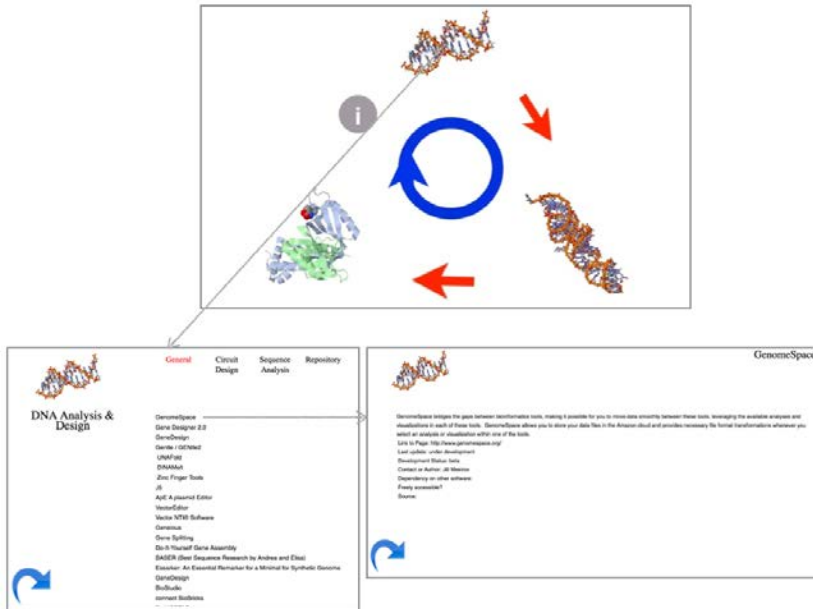 i
General
Circuit Design
Sequence Analysis
Repository
DNA Analysis &
Design
GenomeSpace
Gene Designer 2.0
GeneDesign
Gentle / GENtle2
UNAFold
DINAMelt
Zinc Finger Tools
J5
ApE A plasmid Editor
VectorEditor
Vector NTI® Software
Geneious
Gene Splitting
Do-It-Yourself Gene Assembly
BASER (Best Sequence Research by Andrea and Elisa)
An Essential Remarker for a Minimal for Synthetic Genome
GeneDesign
BioStudio
GenomeSpace
GenomeSpace bridges the gaps between bioinformatics tools, making it possible for you to move data smoothly between these tools, leveraging the available analyses and
visualizations in each of these tools. GenomeSpace allows you to store your data files in the Amazon cloud and provides necessary file format transformations whenever you
select an analysis or visualization within one of the tools.
Link to Page: http://www.genomespace.org/
Last update: under development
Development Status: beta
Contact or Author: Jill Mesirov
Dependency on other software:
Freely accessible?
Source: